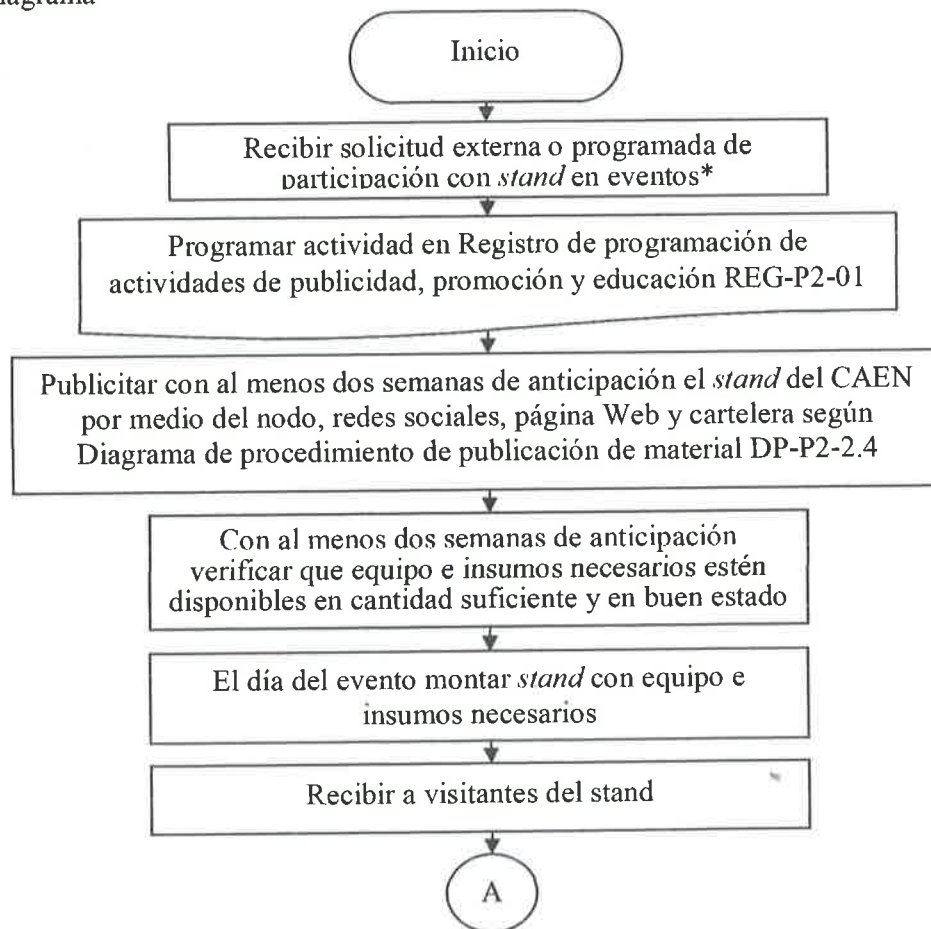 Inicio
Recibir solicitud externa o programada de
participación con stand en eventos*
Programar actividad en Registro de programación de
actividades de publicidad, promoción y educación REG-P2-01
Publicitar con al menos dos semanas de anticipación el stand del CAEN
por medio del nodo, redes sociales, página Web y cartelera según
Diagrama de procedimiento de publicación de material DP-P2-2.4
Con al menos dos semanas de anticipación
verificar que equipo e insumos necesarios estén
disponibles en cantidad suficiente y en buen estado
El día del evento montar stand con equipo e
insumos necesarios
Recibir a visitantes del stand
A